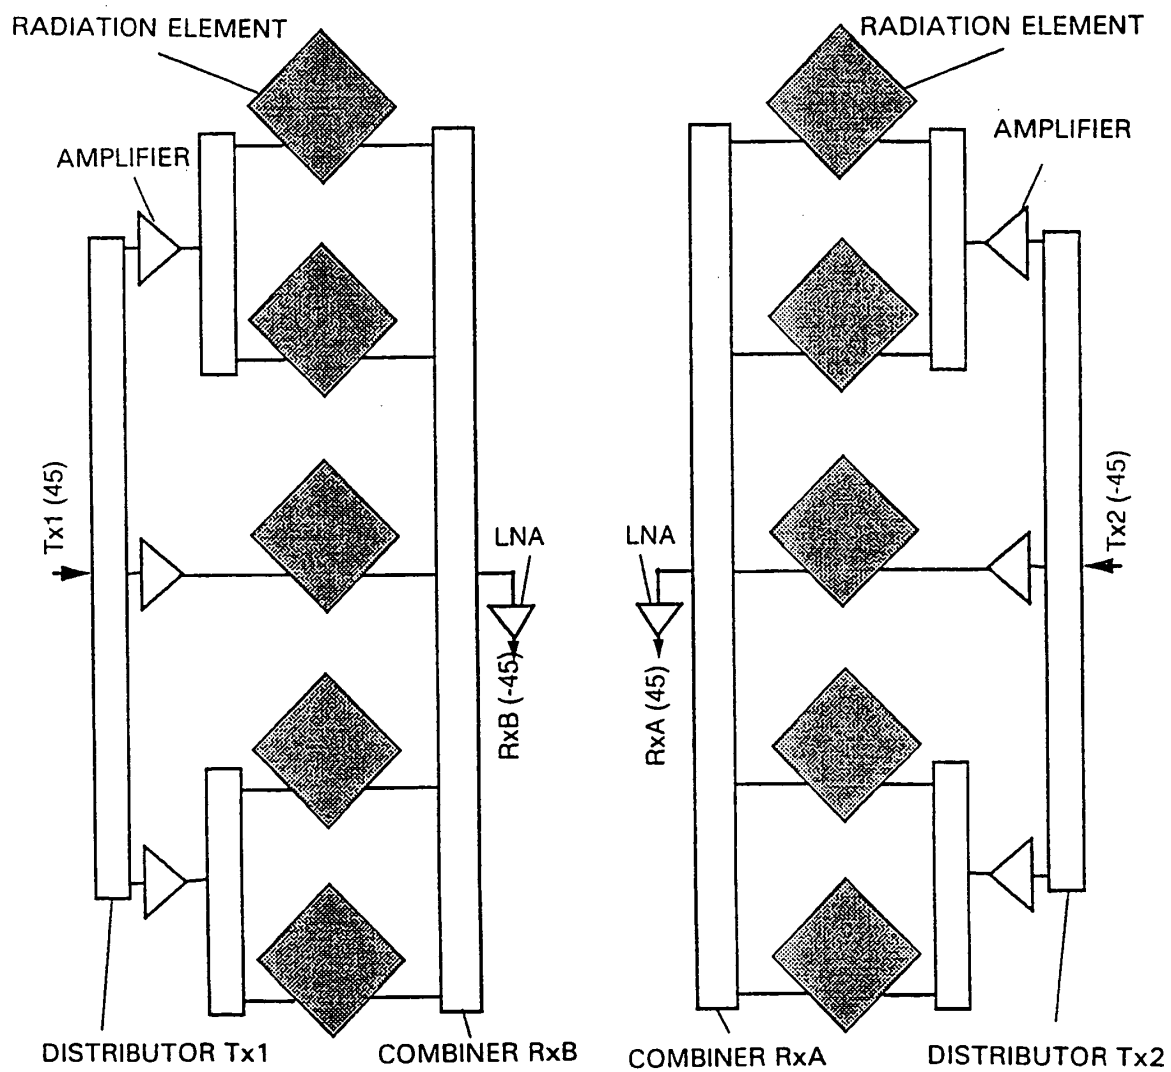 RADIATION ELEMENT
RADIATION ELEMENT
AMPLIFIER
AMPLIFIER
Tx1 (45)
LNA
LNA
Tx2 (-45)
RxB (-45)
RxA (45)
DISTRIBUTOR Tx1
COMBINER RxB
COMBINER RxA
DISTRIBUTOR Tx2